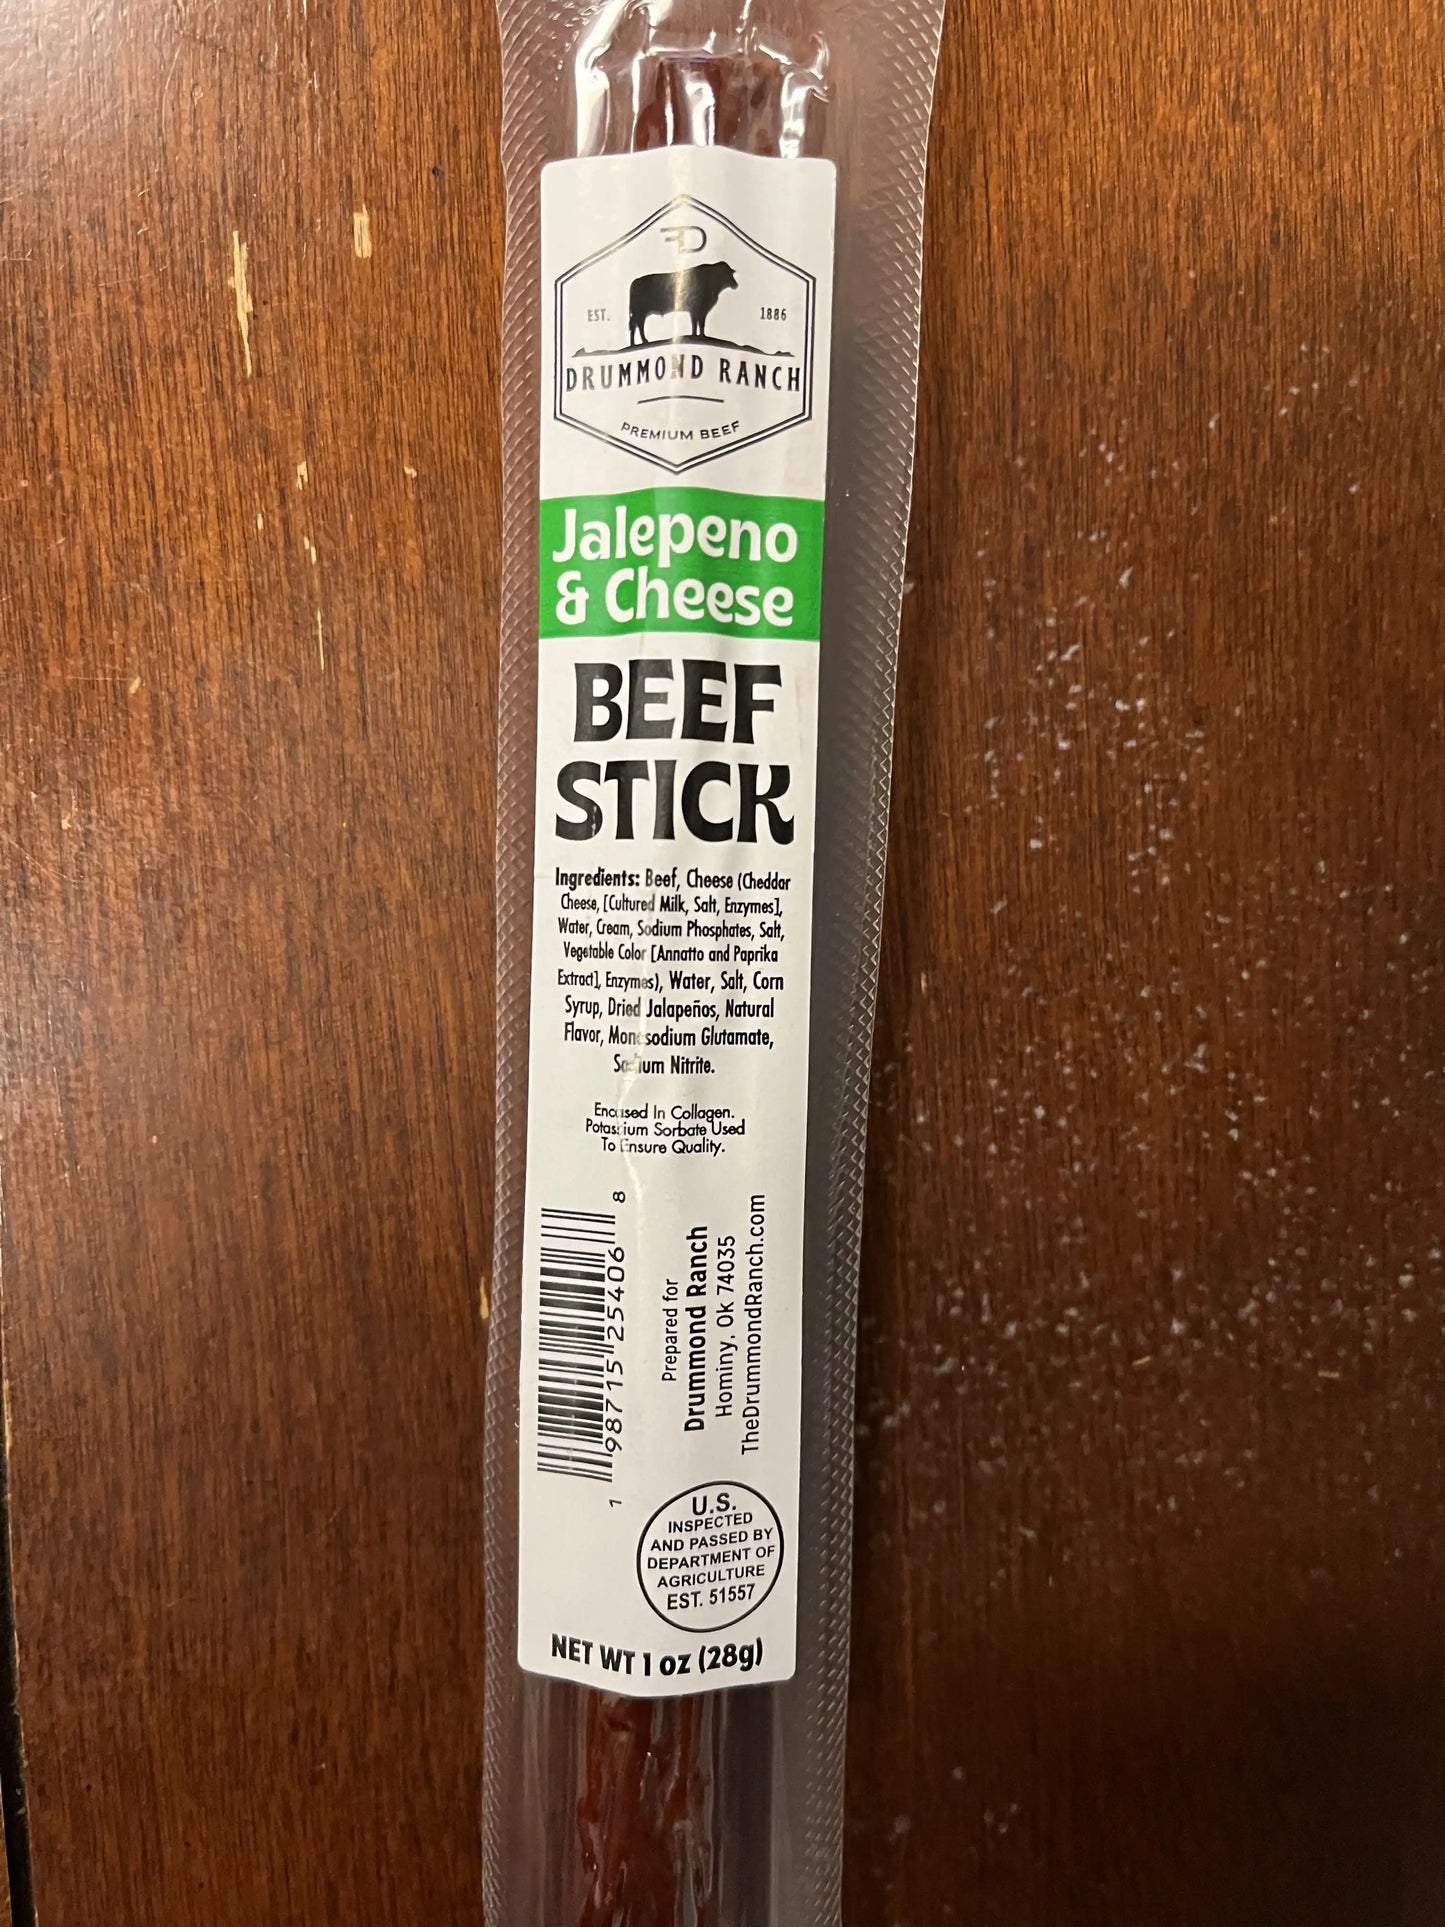 EST. 1886
DRUMMOND RANCH
PREMIUM BEEF
Jalepeno
& Cheese
BEEF
STICK
Ingredients: Beef, Cheese (Cheddar
Cheese, [Cultured Milk, Salt, Enzymes],
Water, Cream, Sodium Phosphates, Salt,
Vegetable Color [Annatto and Paprika
Extract], Enzymes), Water, Salt, Corn
Syrup, Dried Jalapeños, Natural
Flavor, Monosodium Glutamate,
Sodium Nitrite.
Encased In Collagen.
Potassium Sorbate Used
To Ensure Quality.
1 98715 25406 8
Prepared for
Drummond Ranch
Hominy, Ok 74035
TheDrummondRanch.com
U.S.
INSPECTED
AND PASSED BY
DEPARTMENT OF
AGRICULTURE
EST. 51557
NET WT 1 oz (28g)